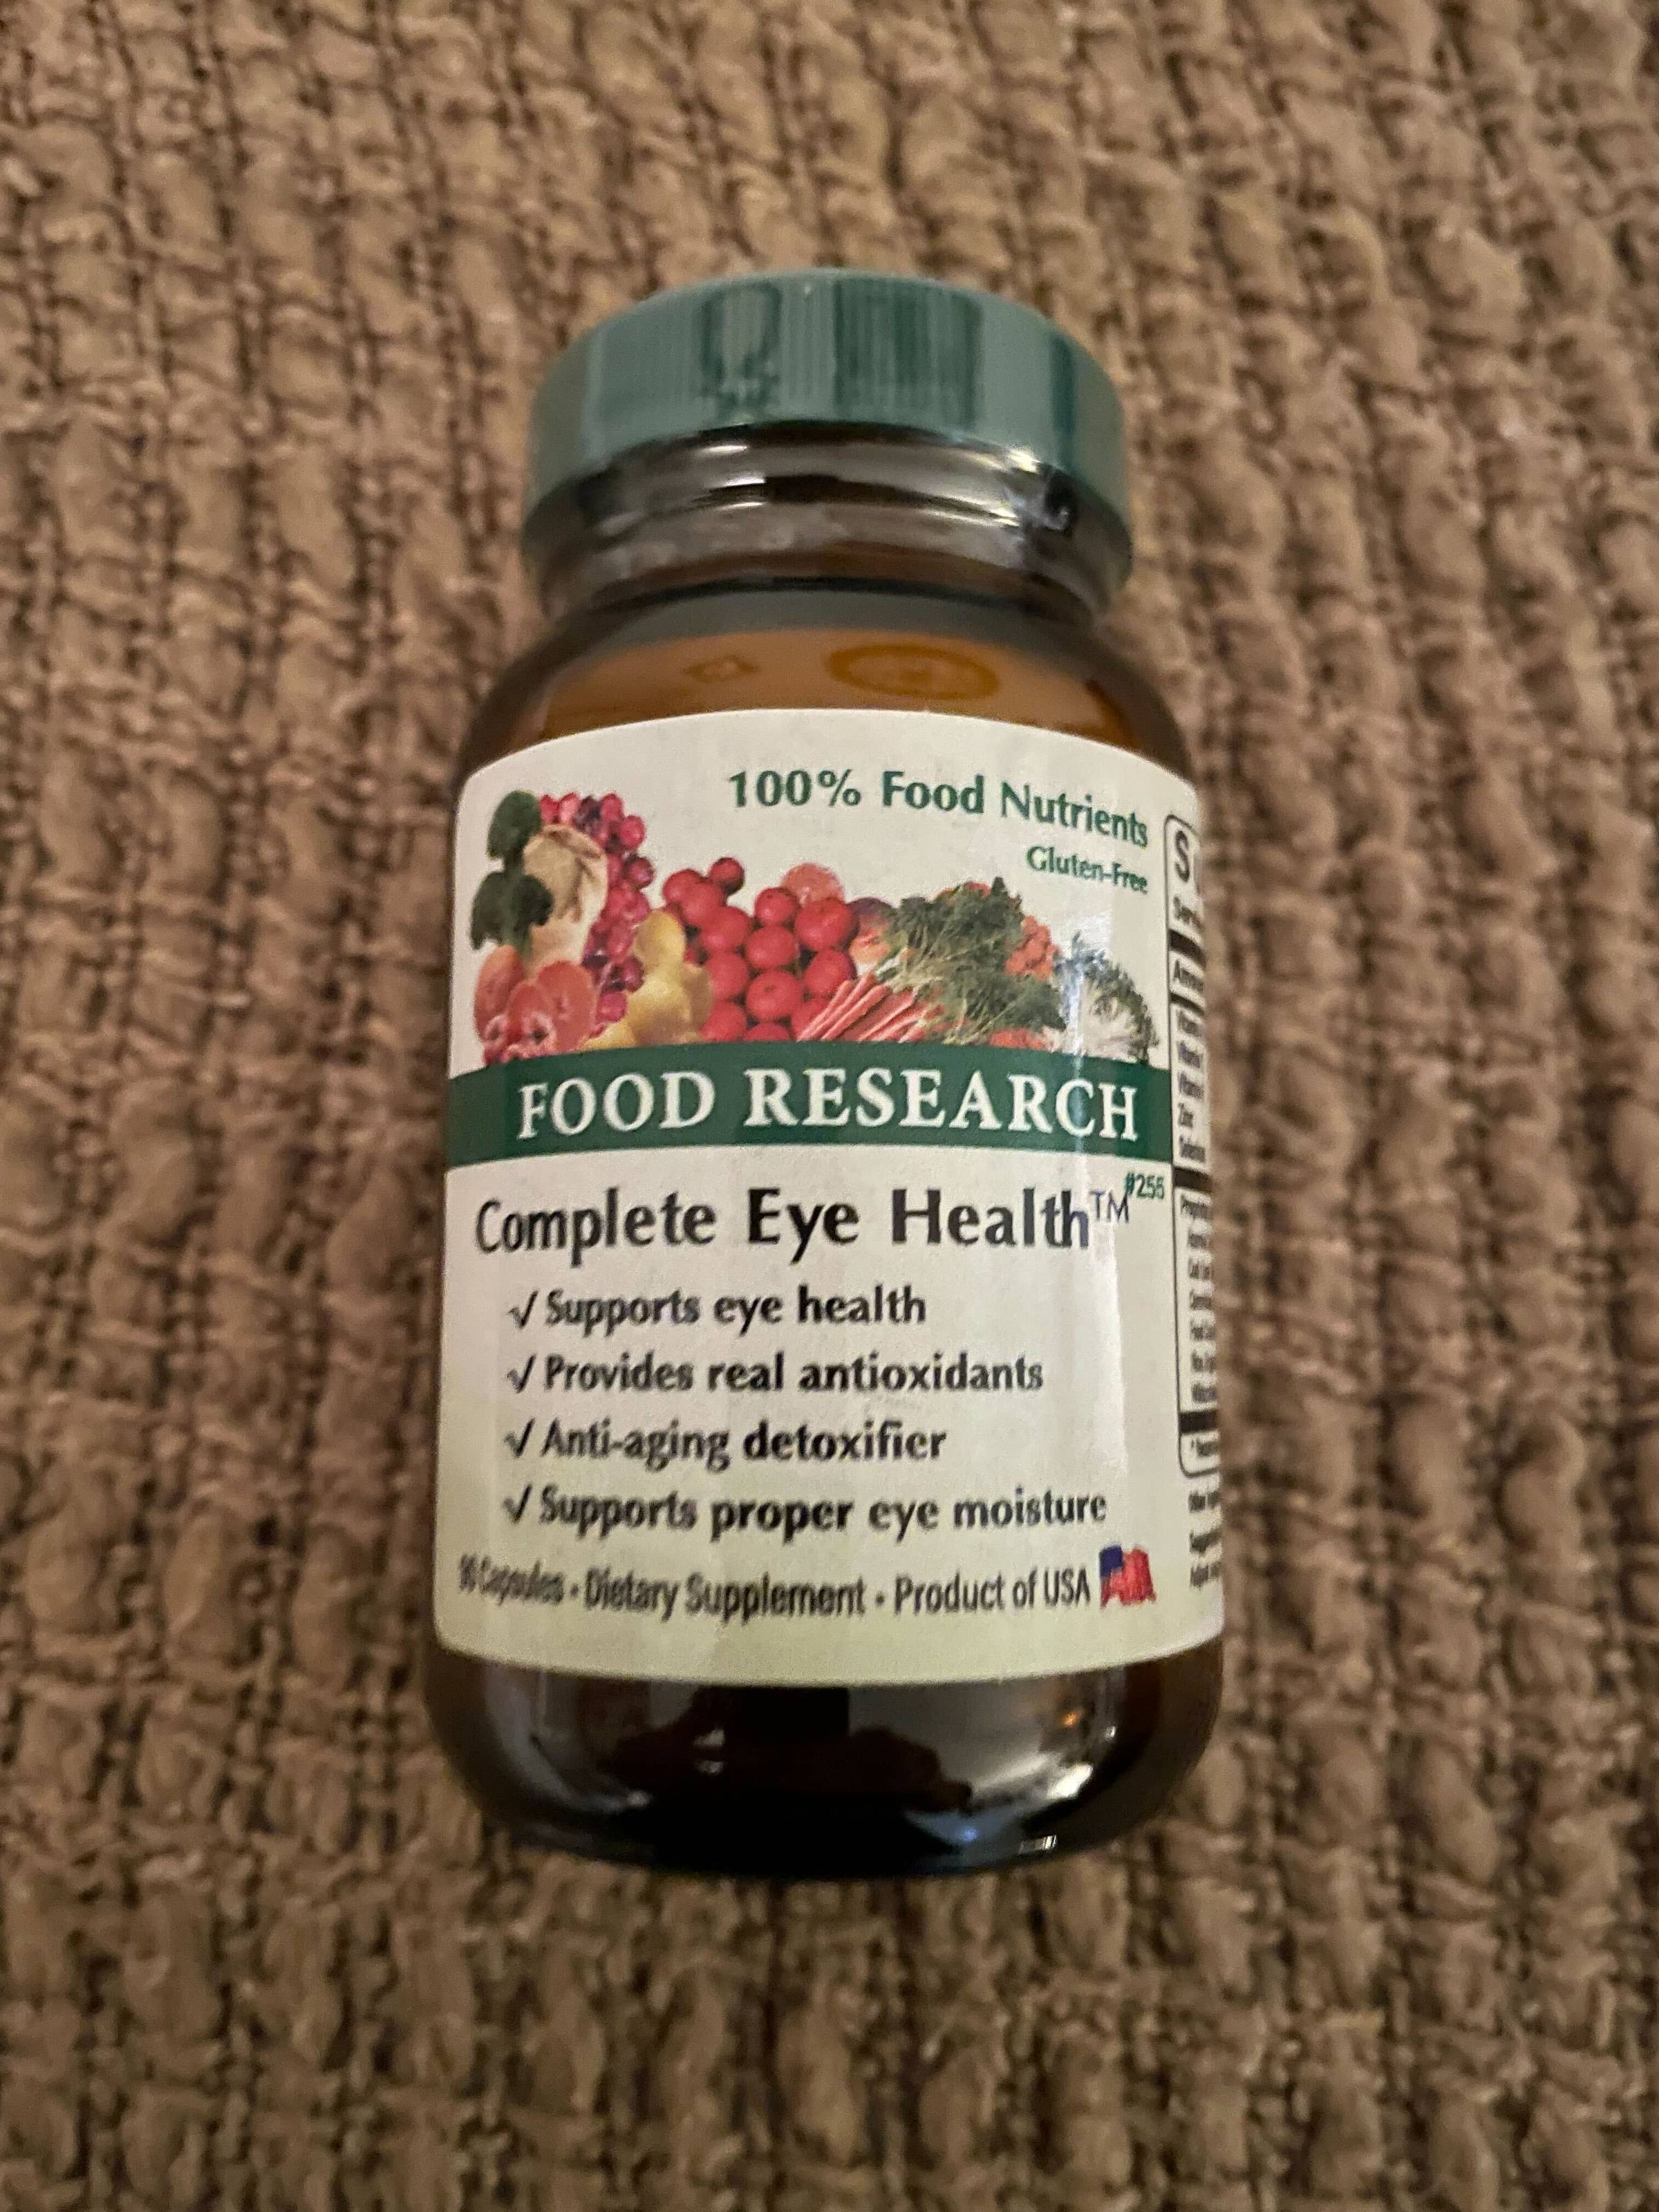 100% Food Nutrients
Gluten-Free
FOOD RESEARCH
Complete Eye Health™ #255
√ Supports eye health
√ Provides real antioxidants
√ Anti-aging detoxifier
√ Supports proper eye moisture
90 Capsules • Dietary Supplement • Product of USA
Zinc